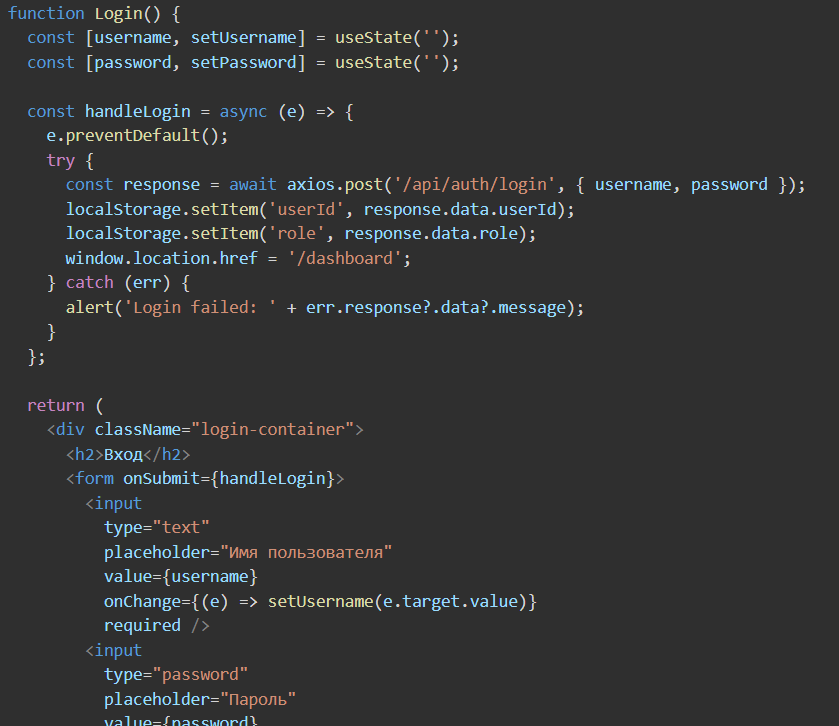 function Login() {
  const [username, setUsername] = useState('');
  const [password, setPassword] = useState('');

  const handleLogin = async (e) => {
    e.preventDefault();
    try {
      const response = await axios.post('/api/auth/login', { username, password });
      localStorage.setItem('userId', response.data.userId);
      localStorage.setItem('role', response.data.role);
      window.location.href = '/dashboard';
    } catch (err) {
      alert('Login failed: ' + err.response?.data?.message);
    }
  };

  return (
    <div className="login-container">
      <h2>Вход</h2>
      <form onSubmit={handleLogin}>
        <input
          type="text"
          placeholder="Имя пользователя"
          value={username}
          onChange={(e) => setUsername(e.target.value)}
          required />
        <input
          type="password"
          placeholder="Пароль"
          value={password}